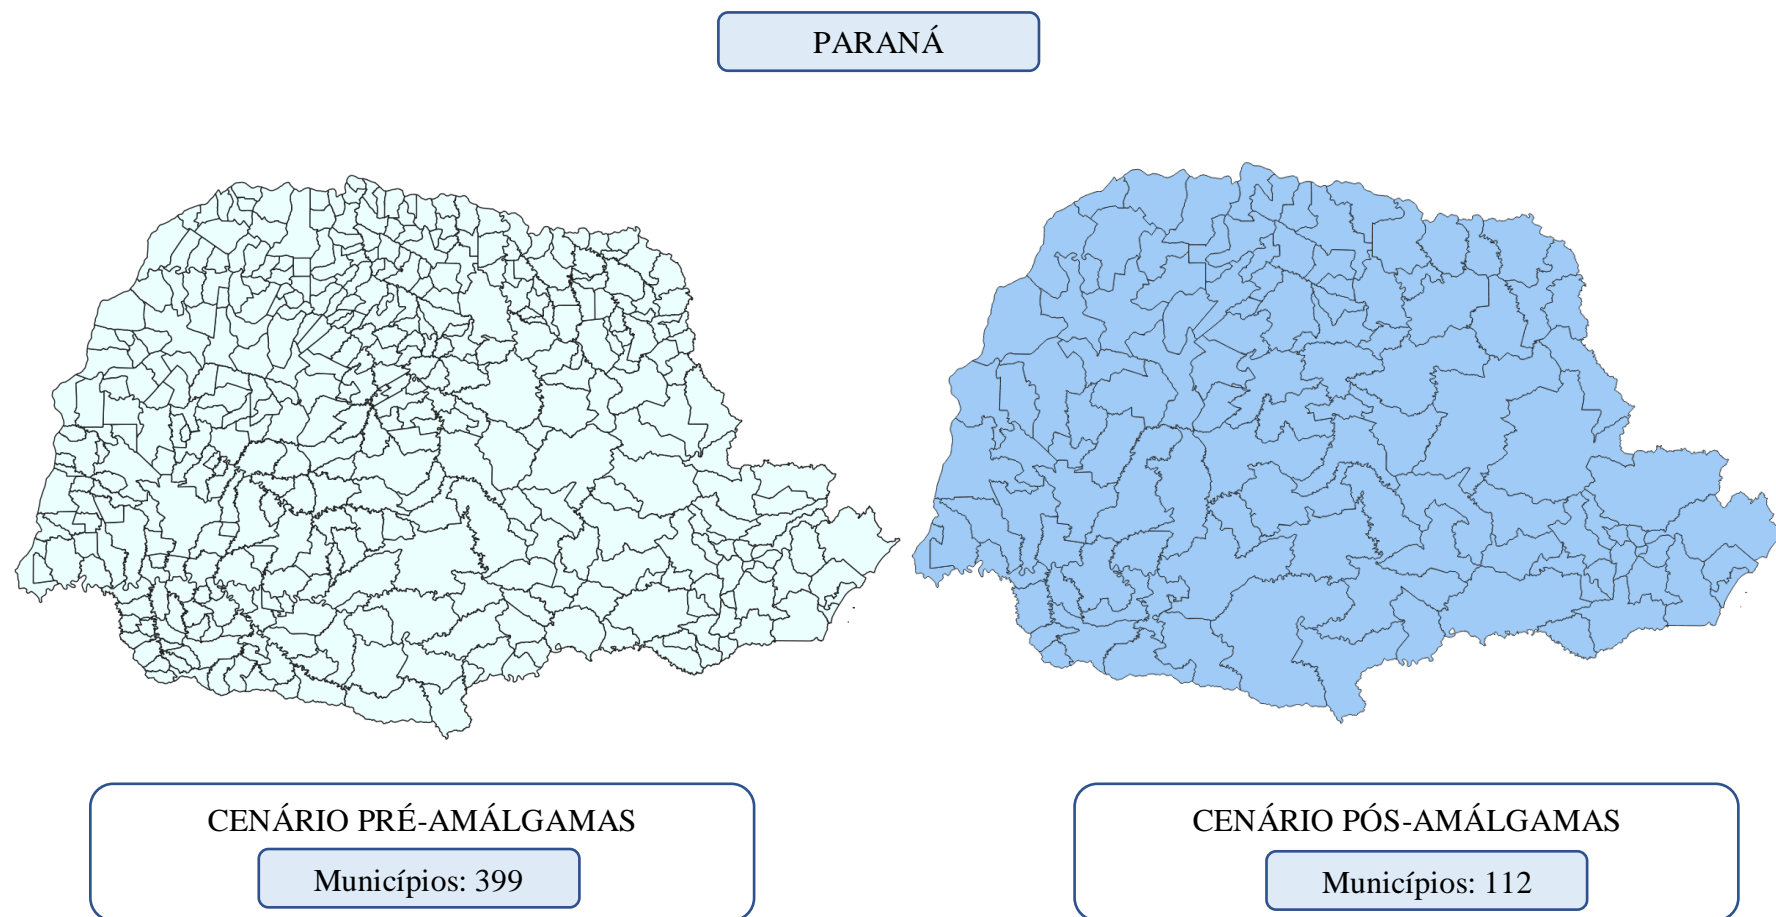 PARANÁ
CENÁRIO PRÉ-AMÁLGAMAS
Municípios: 399
CENÁRIO PÓS-AMÁLGAMAS
Municípios: 112